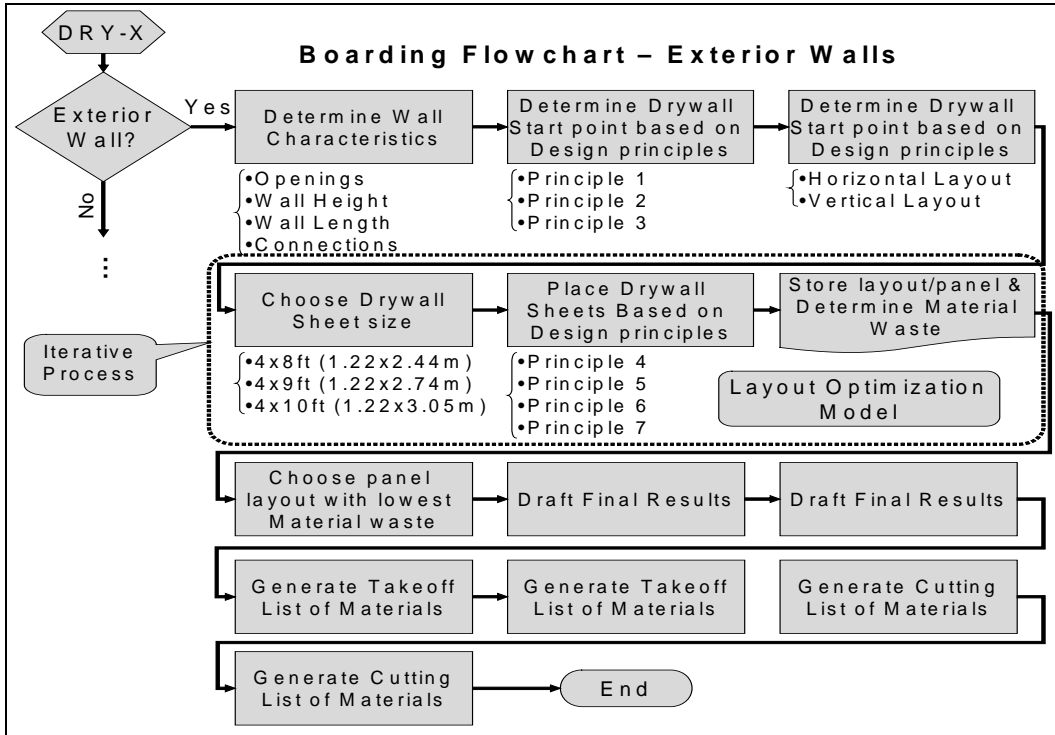 DRY-X
Boarding Flowchart – Exterior Walls
Exterior
Wall?
Yes
No
...
Determine Wall
Characteristics
•Openings
•Wall Height
•Wall Length
•Connections
Determine Drywall
Start point based on
Design principles
•Principle 1
•Principle 2
•Principle 3
Determine Drywall
Start point based on
Design principles
•Horizontal Layout
•Vertical Layout
Iterative
Process
Choose Drywall
Sheet size
•4x8ft (1.22x2.44m)
•4x9ft (1.22x2.74m)
•4x10ft (1.22x3.05m)
Place Drywall
Sheets Based on
Design principles
•Principle 4
•Principle 5
•Principle 6
•Principle 7
Store layout/panel &
Determine Material
Waste
Layout Optimization
Model
Choose panel
layout with lowest
Material waste
Draft Final Results
Draft Final Results
Generate Takeoff
List of Materials
Generate Takeoff
List of Materials
Generate Cutting
List of Materials
Generate Cutting
List of Materials
End